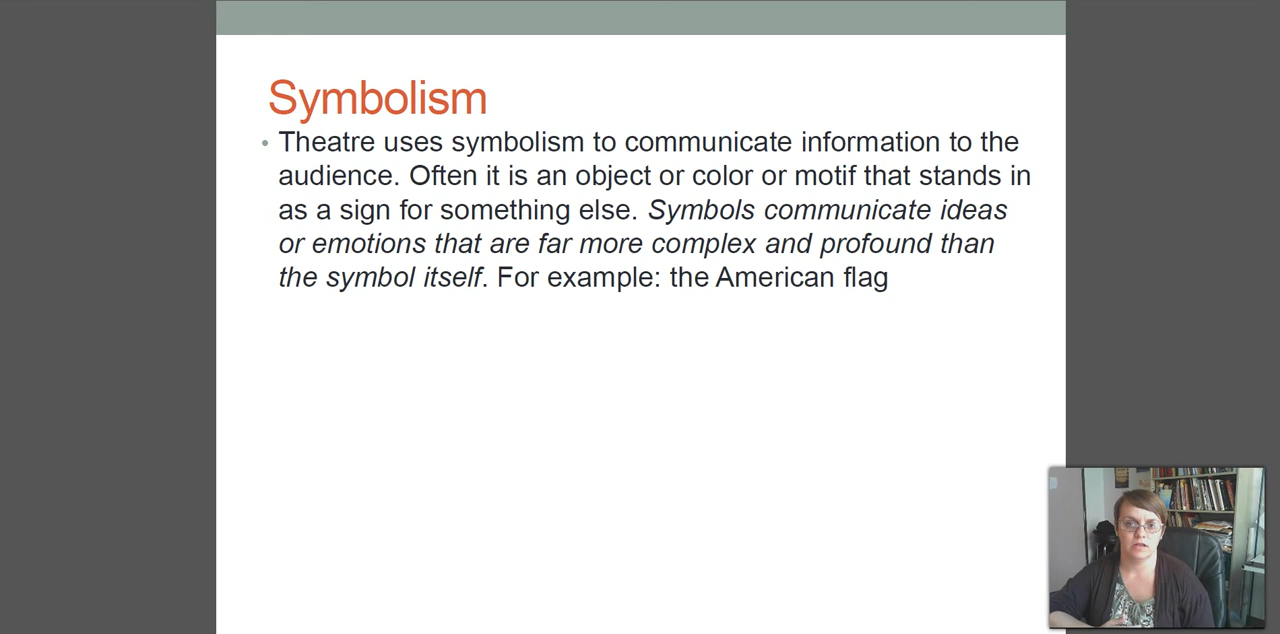 Symbolism
• Theatre uses symbolism to communicate information to the
audience. Often it is an object or color or motif that stands in
as a sign for something else. Symbols communicate ideas
or emotions that are far more complex and profound than
the symbol itself. For example: the American flag